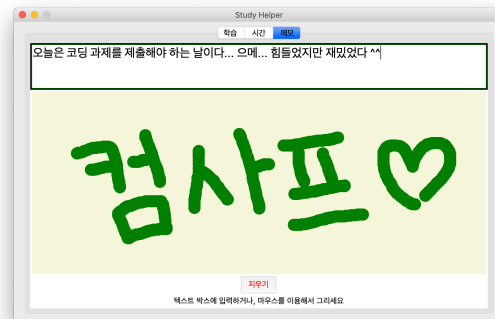 Study Helper
학습 시간 메모
오늘은 코딩 과제를 제출해야 하는 날이다... 으메... 힘들었지만 재밌었다 ^^
컴사프♡
지우기
텍스트 박스에 입력하거나, 마우스를 이용해서 그리세요